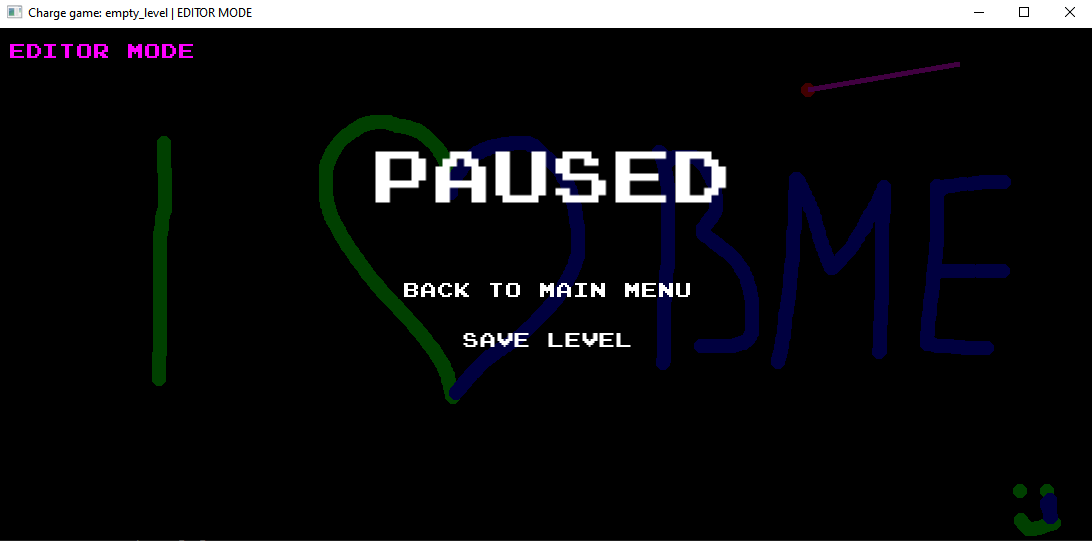 Charge game: empty_level | EDITOR MODE
EDITOR MODE
I BME
PAUSED
BACK TO MAIN MENU
SAVE LEVEL